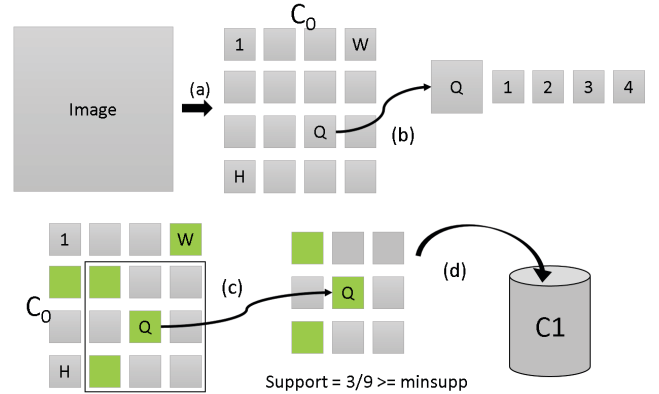 C0
1 W
Image (a) Q 1 2 3 4
Q (b)
H
1 W
(c) (d)
C0 Q Q C1
H
Support = 3/9 >= minsupp